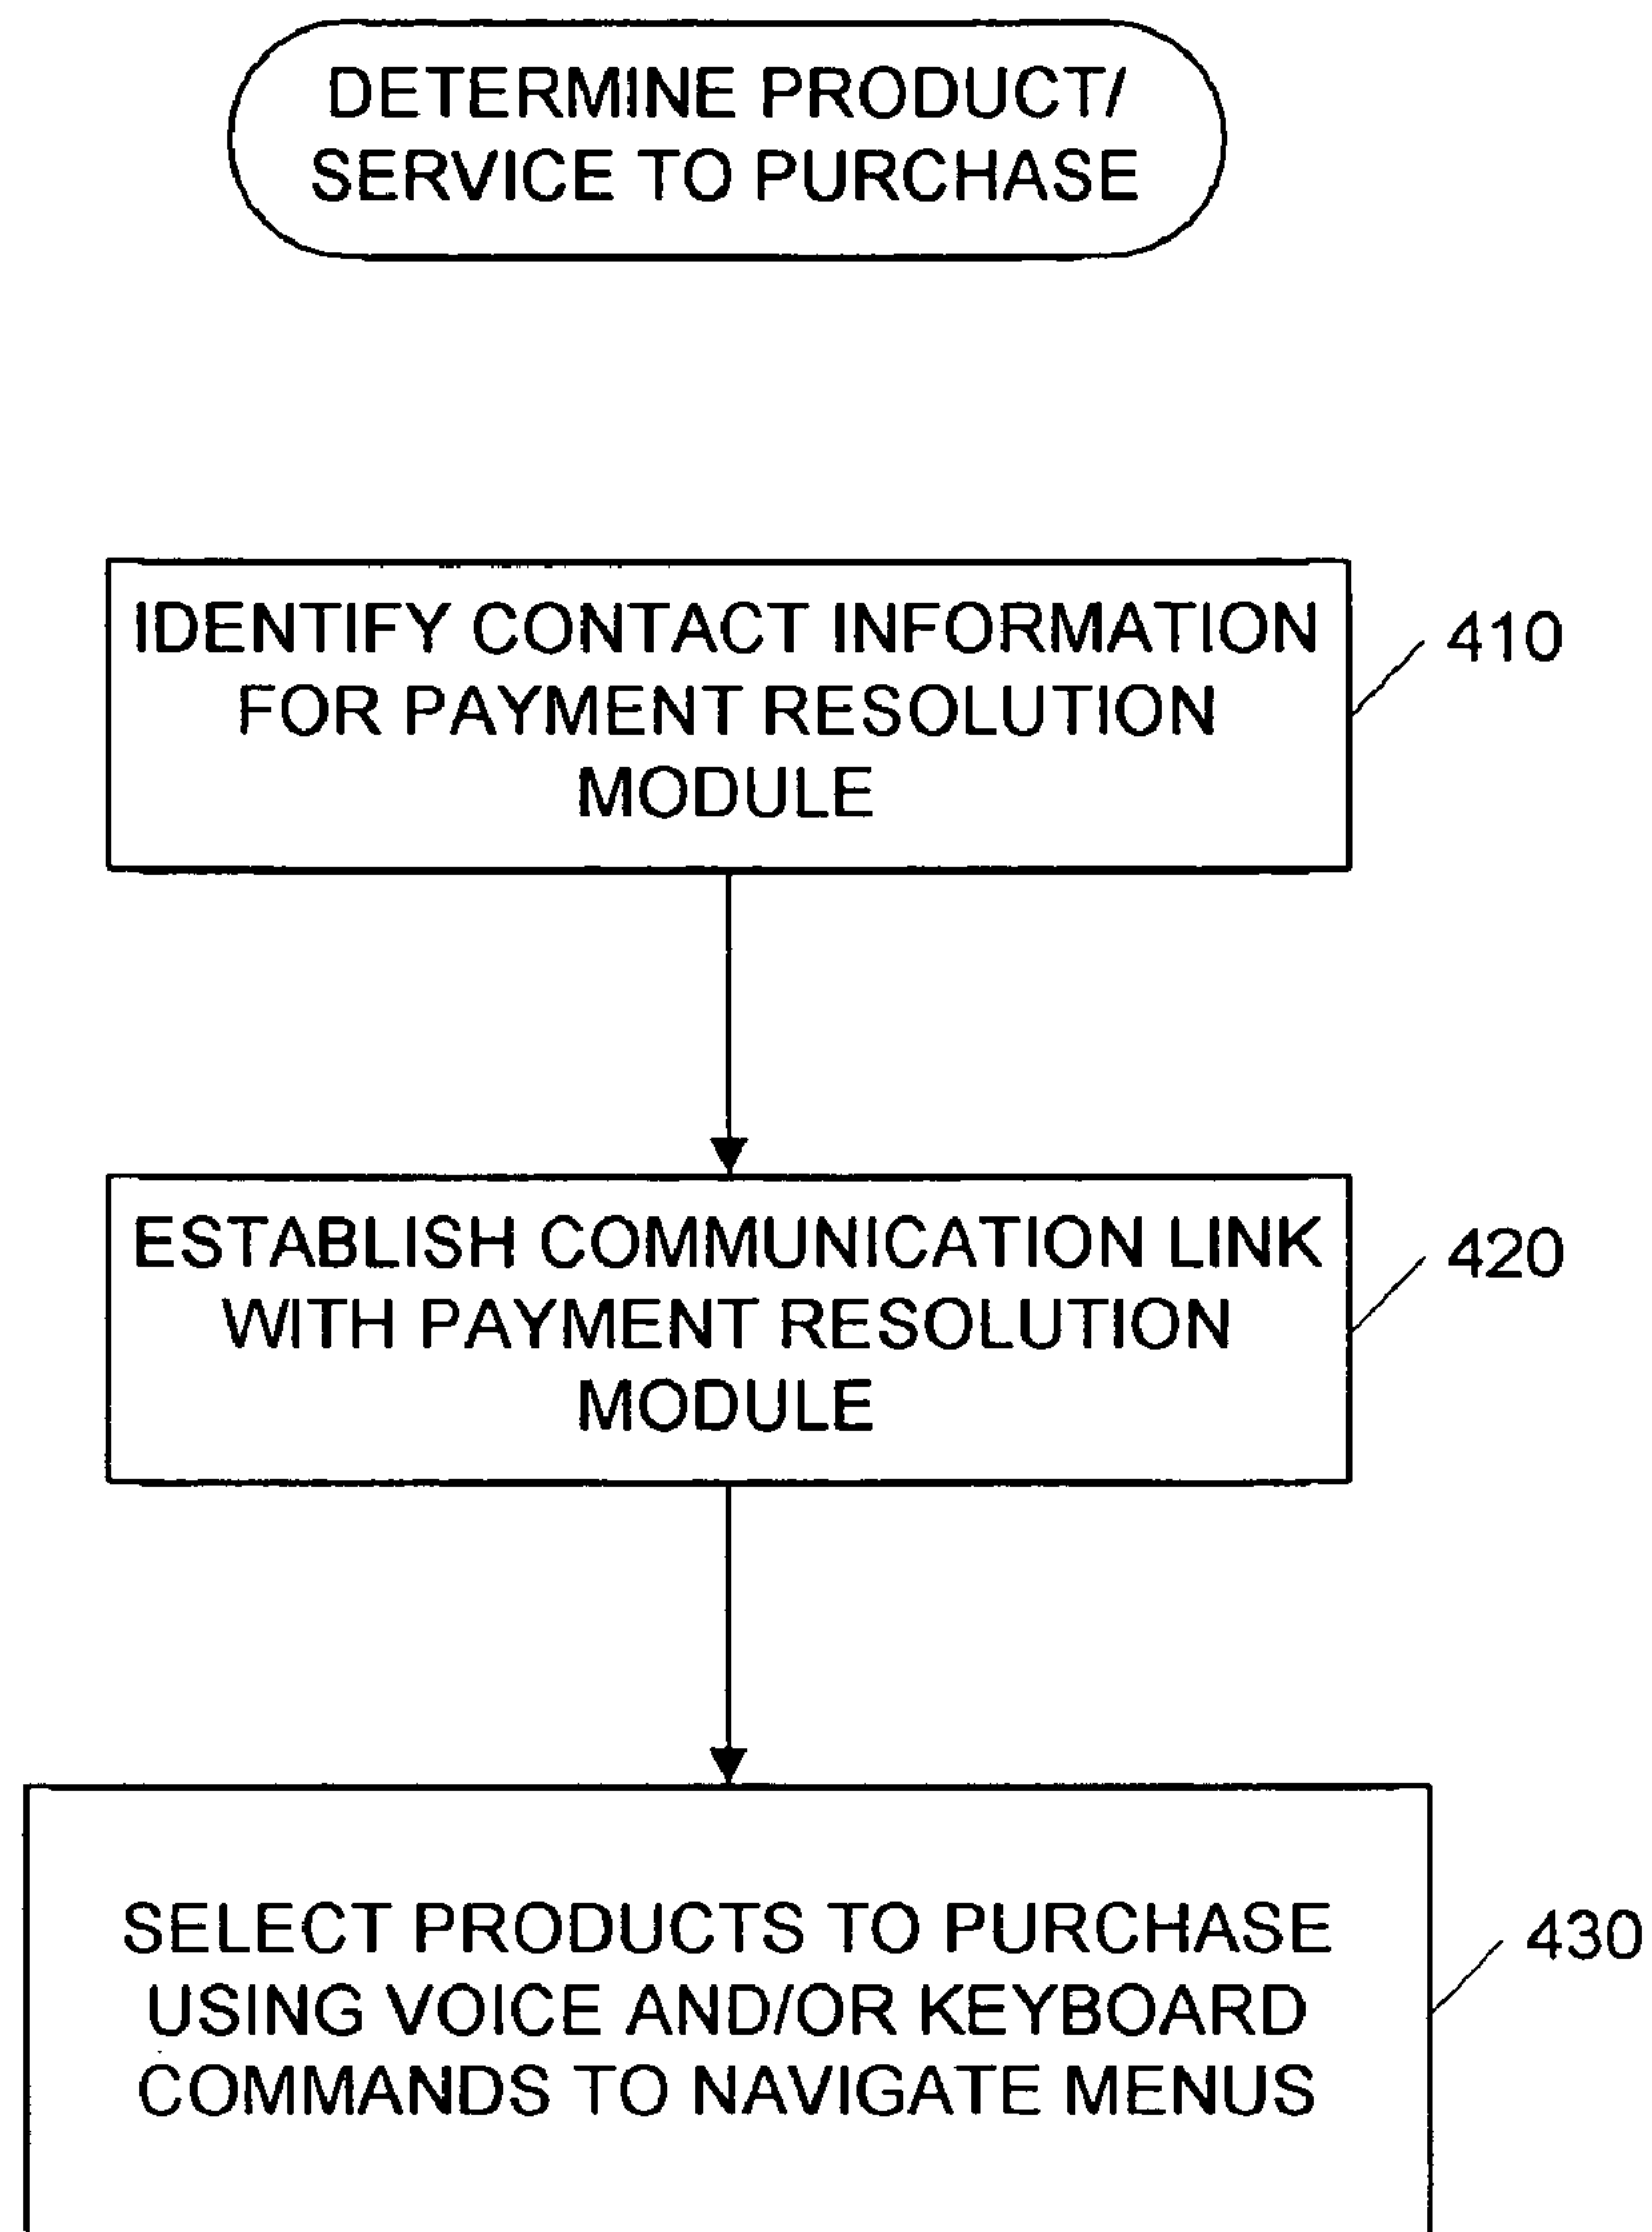 DETERMINE PRODUCT/
SERVICE TO PURCHASE
IDENTIFY CONTACT INFORMATION
FOR PAYMENT RESOLUTION
MODULE
410
ESTABLISH COMMUNICATION LINK
WITH PAYMENT RESOLUTION
MODULE
420
SELECT PRODUCTS TO PURCHASE
USING VOICE AND/OR KEYBOARD
COMMANDS TO NAVIGATE MENUS
430